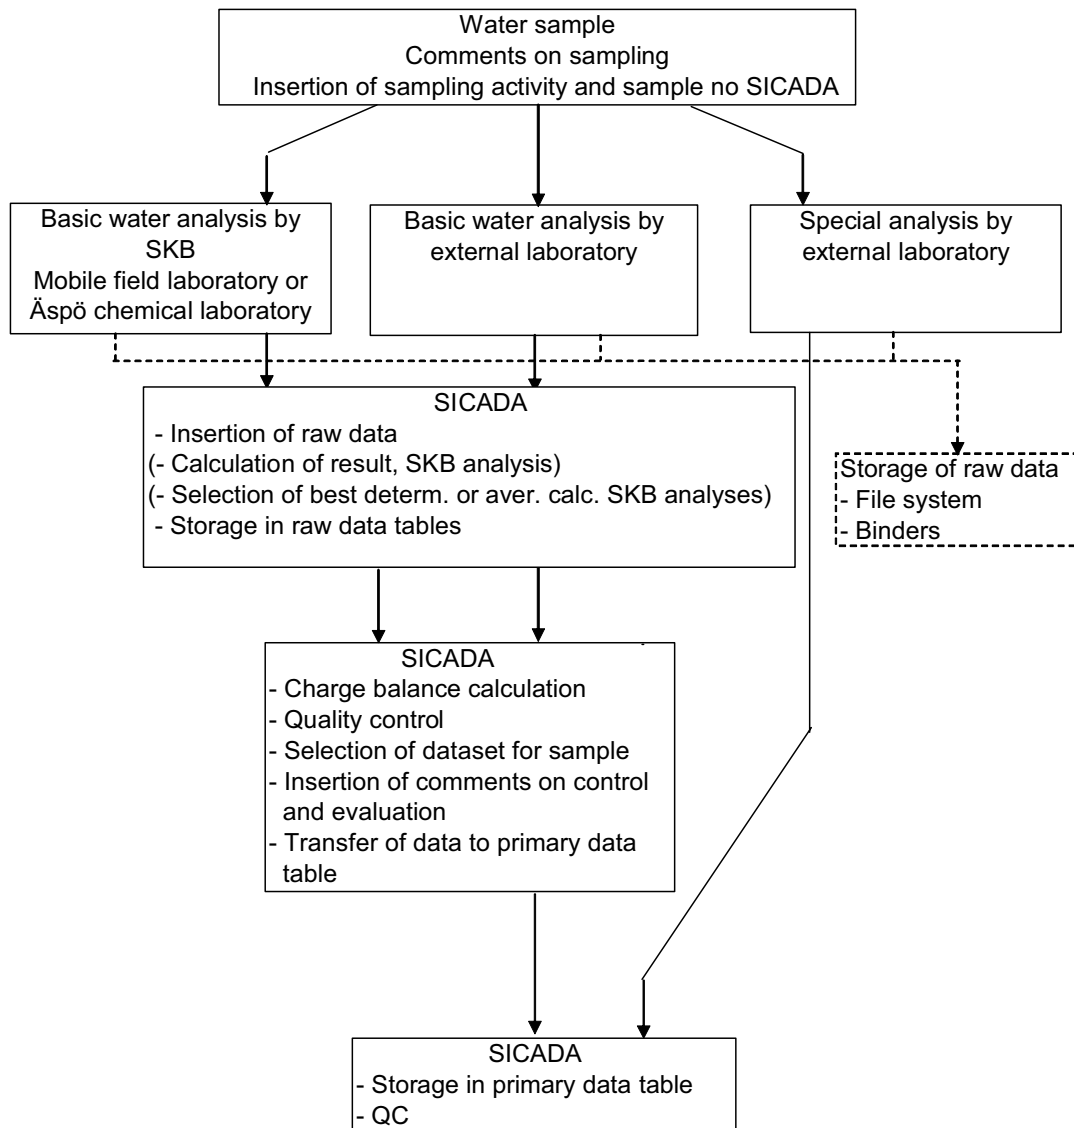 Water sample
Comments on sampling
Insertion of sampling activity and sample no SICADA
Basic water analysis by
SKB
Mobile field laboratory or
Äspö chemical laboratory
Basic water analysis by
external laboratory
Special analysis by
external laboratory
SICADA
- Insertion of raw data
(- Calculation of result, SKB analysis)
(- Selection of best determ. or aver. calc. SKB analyses)
- Storage in raw data tables
Storage of raw data
- File system
- Binders
SICADA
- Charge balance calculation
- Quality control
- Selection of dataset for sample
- Insertion of comments on control
and evaluation
- Transfer of data to primary data
table
SICADA
- Storage in primary data table
- QC